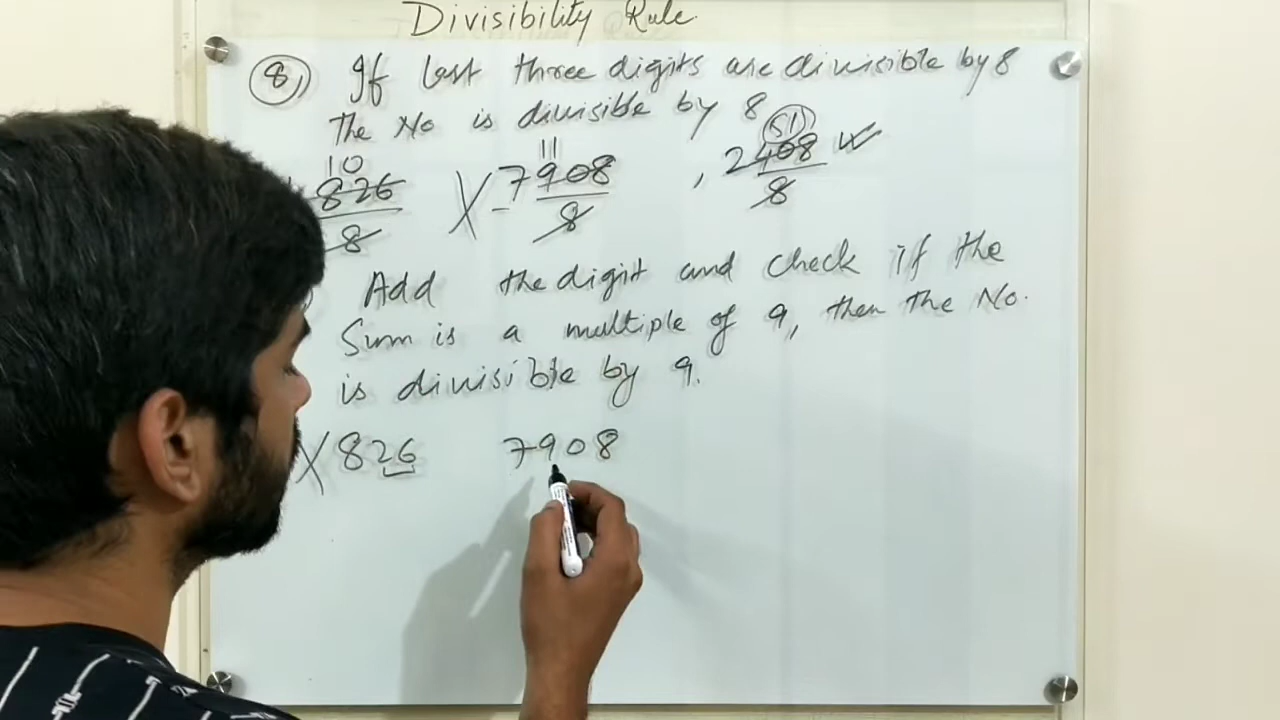 Divisibility Rule.
8) If last three digits are divisible by 8
The No is divisible by 8
10 11 51
826 7908 , 2408
8 8 8
Add the digit and check if the
Sum is a multiple of 9, then the No.
is divisible by 9.
X 826 7908